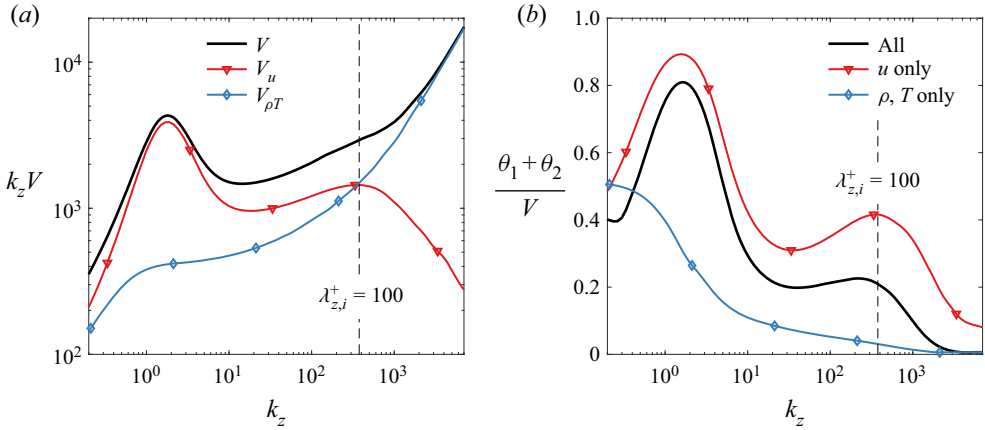 (a)
V
V_u
V_{ρT}
10^4
10^3
10^2
k_z V
λ^+_{z,i} = 100
10^0
10^1
10^2
10^3
k_z
(b)
All
u only
ρ, T only
1.0
0.8
0.6
0.4
0.2
0
θ_1 + θ_2
V
λ^+_{z,i} = 100
10^0
10^1
10^2
10^3
k_z